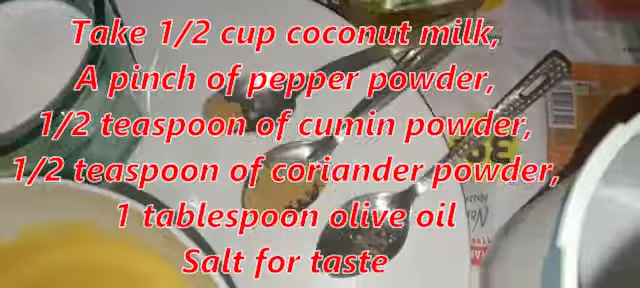 Take 1/2 cup coconut milk,
A pinch of pepper powder,
1/2 teaspoon of cumin powder,
1/2 teaspoon of coriander powder,
1 tablespoon olive oil
Salt for taste